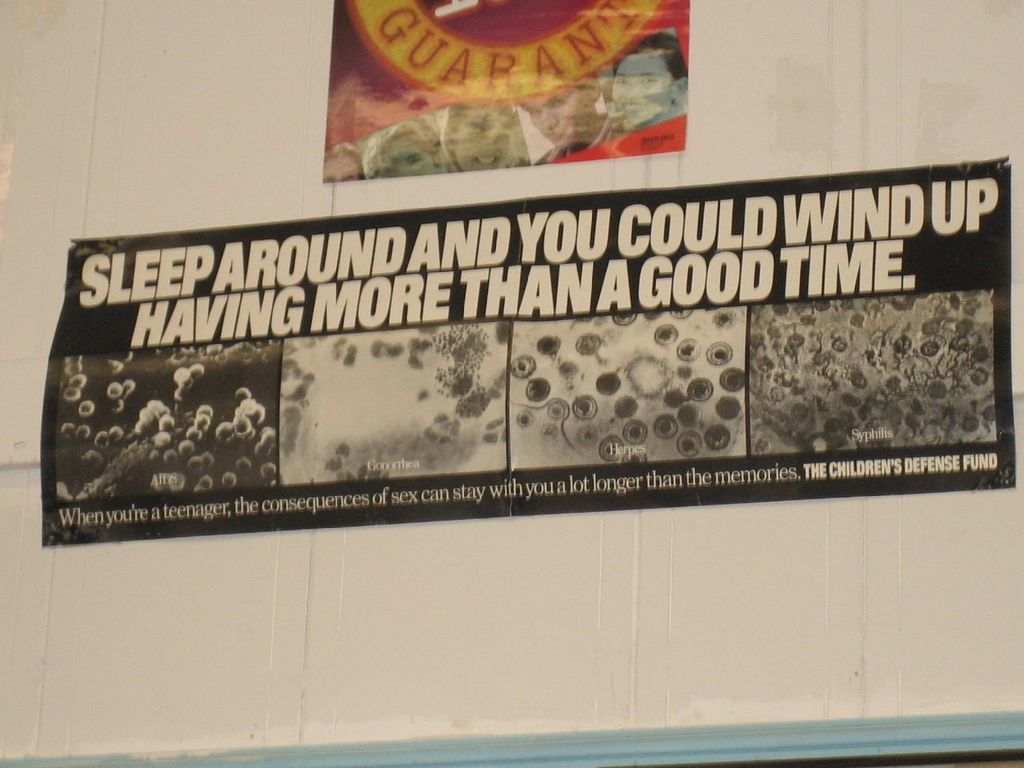 GUARANT
SLEEP AROUND AND YOU COULD WIND UP
HAVING MORE THAN A GOOD TIME.
AIDS
Gonorrhea
Herpes
Syphilis
When you're a teenager, the consequences of sex can stay with you a lot longer than the memories. THE CHILDREN'S DEFENSE FUND